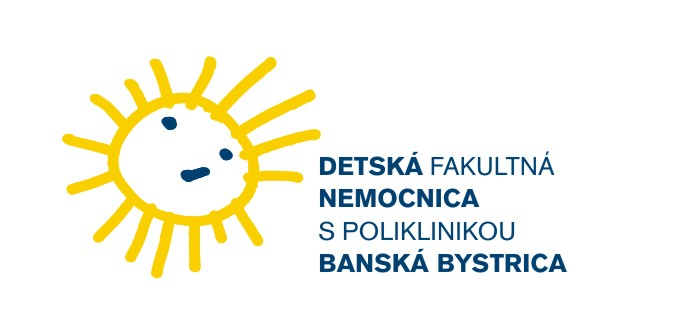 DETSKÁ FAKULTNÁ
NEMOCNICA
S POLIKLINIKOU
BANSKÁ BYSTRICA